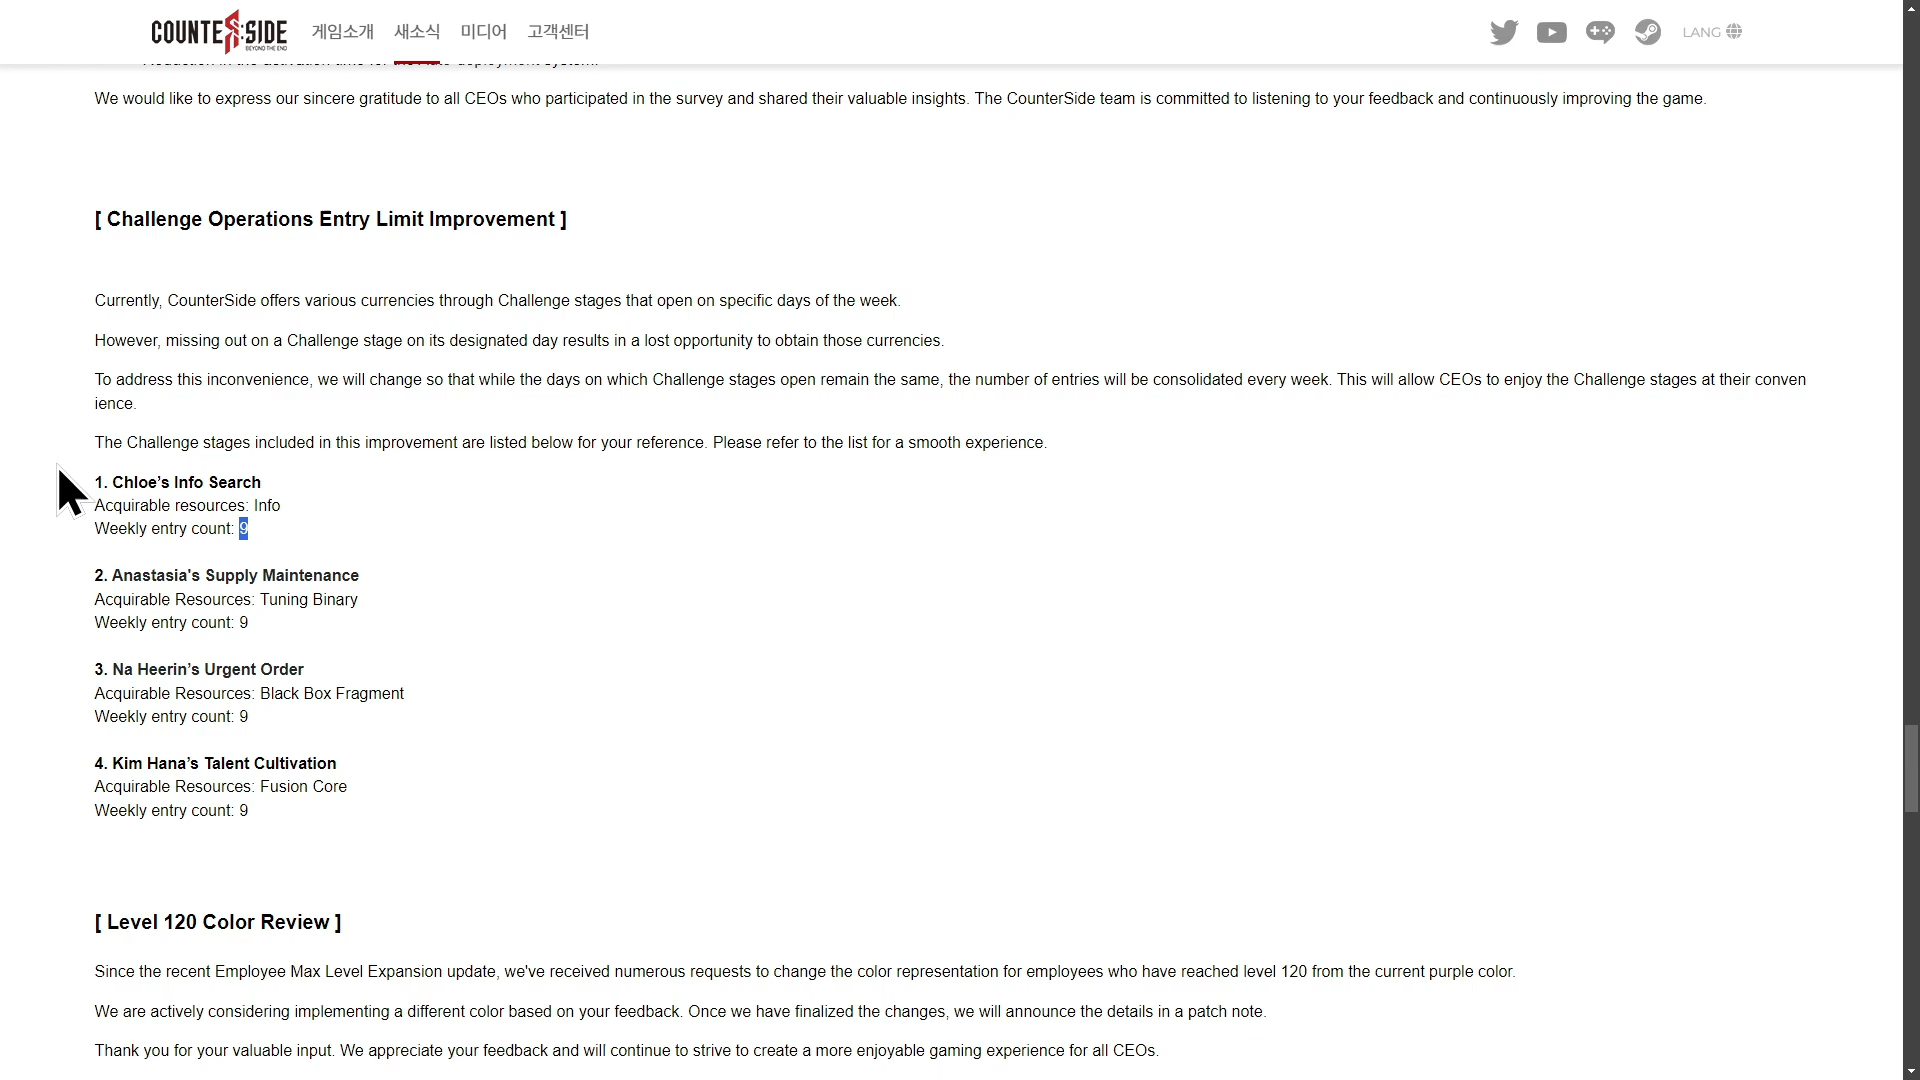 COUNTER:SIDE
BEYOND THE END
게임소개 새소식 미디어 고객센터
LANG
We would like to express our sincere gratitude to all CEOs who participated in the survey and shared their valuable insights. The CounterSide team is committed to listening to your feedback and continuously improving the game.
[ Challenge Operations Entry Limit Improvement ]
Currently, CounterSide offers various currencies through Challenge stages that open on specific days of the week.
However, missing out on a Challenge stage on its designated day results in a lost opportunity to obtain those currencies.
To address this inconvenience, we will change so that while the days on which Challenge stages open remain the same, the number of entries will be consolidated every week. This will allow CEOs to enjoy the Challenge stages at their conven
ience.
The Challenge stages included in this improvement are listed below for your reference. Please refer to the list for a smooth experience.
1. Chloe’s Info Search
Acquirable resources: Info
Weekly entry count: 9
2. Anastasia's Supply Maintenance
Acquirable Resources: Tuning Binary
Weekly entry count: 9
3. Na Heerin’s Urgent Order
Acquirable Resources: Black Box Fragment
Weekly entry count: 9
4. Kim Hana’s Talent Cultivation
Acquirable Resources: Fusion Core
Weekly entry count: 9
[ Level 120 Color Review ]
Since the recent Employee Max Level Expansion update, we've received numerous requests to change the color representation for employees who have reached level 120 from the current purple color.
We are actively considering implementing a different color based on your feedback. Once we have finalized the changes, we will announce the details in a patch note.
Thank you for your valuable input. We appreciate your feedback and will continue to strive to create a more enjoyable gaming experience for all CEOs.